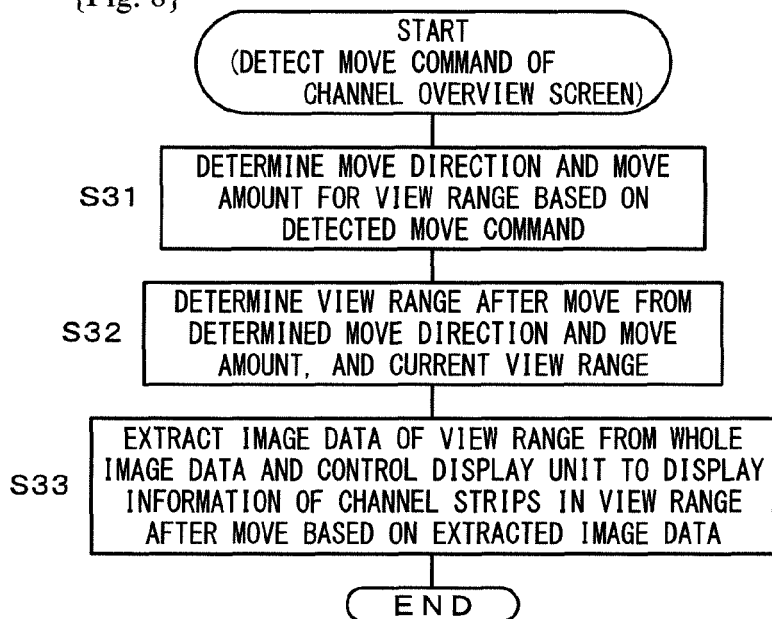 {Fig. 8}
START
(DETECT MOVE COMMAND OF
CHANNEL OVERVIEW SCREEN)
S31
DETERMINE MOVE DIRECTION AND MOVE
AMOUNT FOR VIEW RANGE BASED ON
DETECTED MOVE COMMAND
S32
DETERMINE VIEW RANGE AFTER MOVE FROM
DETERMINED MOVE DIRECTION AND MOVE
AMOUNT, AND CURRENT VIEW RANGE
S33
EXTRACT IMAGE DATA OF VIEW RANGE FROM WHOLE
IMAGE DATA AND CONTROL DISPLAY UNIT TO DISPLAY
INFORMATION OF CHANNEL STRIPS IN VIEW RANGE
AFTER MOVE BASED ON EXTRACTED IMAGE DATA
END